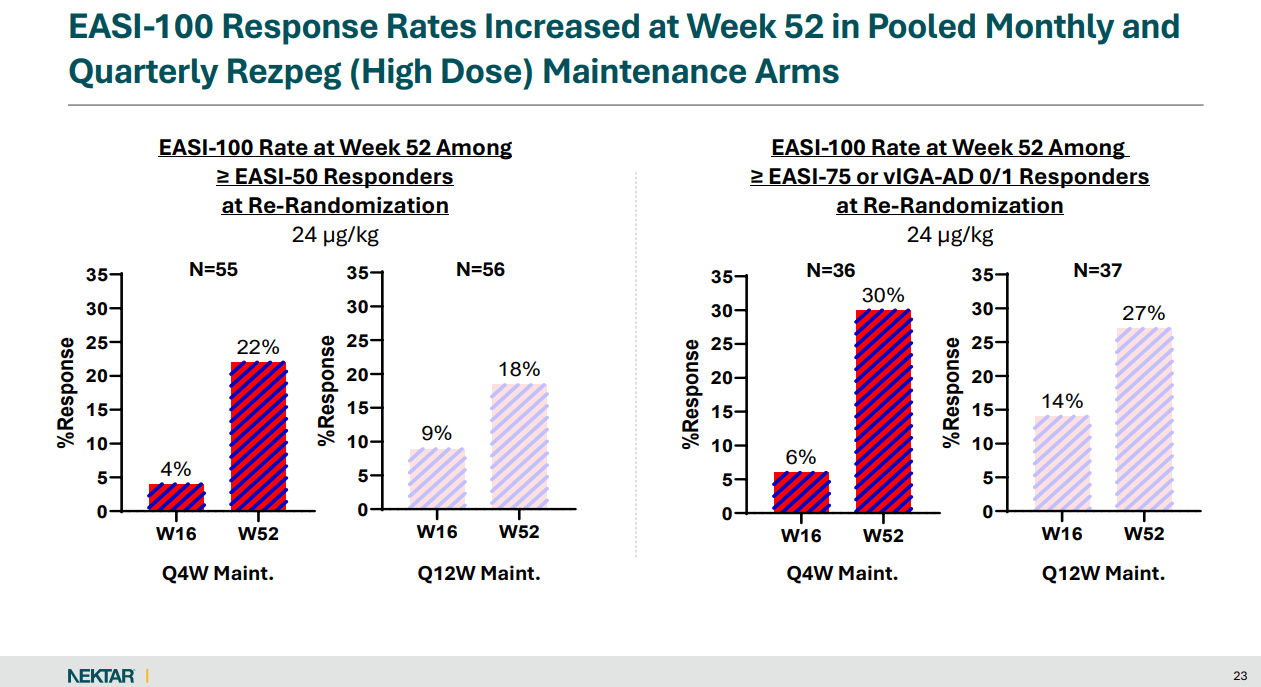 EASI-100 Response Rates Increased at Week 52 in Pooled Monthly and
Quarterly Rezpeg (High Dose) Maintenance Arms
EASI-100 Rate at Week 52 Among
≥ EASI-50 Responders
at Re-Randomization
24 µg/kg
N=55
%Response
35
30
25
20
15
10
5
0
4%
22%
W16
W52
Q4W Maint.
N=56
%Response
35
30
25
20
15
10
5
0
9%
18%
W16
W52
Q12W Maint.
EASI-100 Rate at Week 52 Among
≥ EASI-75 or vIGA-AD 0/1 Responders
at Re-Randomization
24 µg/kg
N=36
%Response
35
30
25
20
15
10
5
0
6%
30%
W16
W52
Q4W Maint.
N=37
%Response
35
30
25
20
15
10
5
0
14%
27%
W16
W52
Q12W Maint.
NEKTAR
23